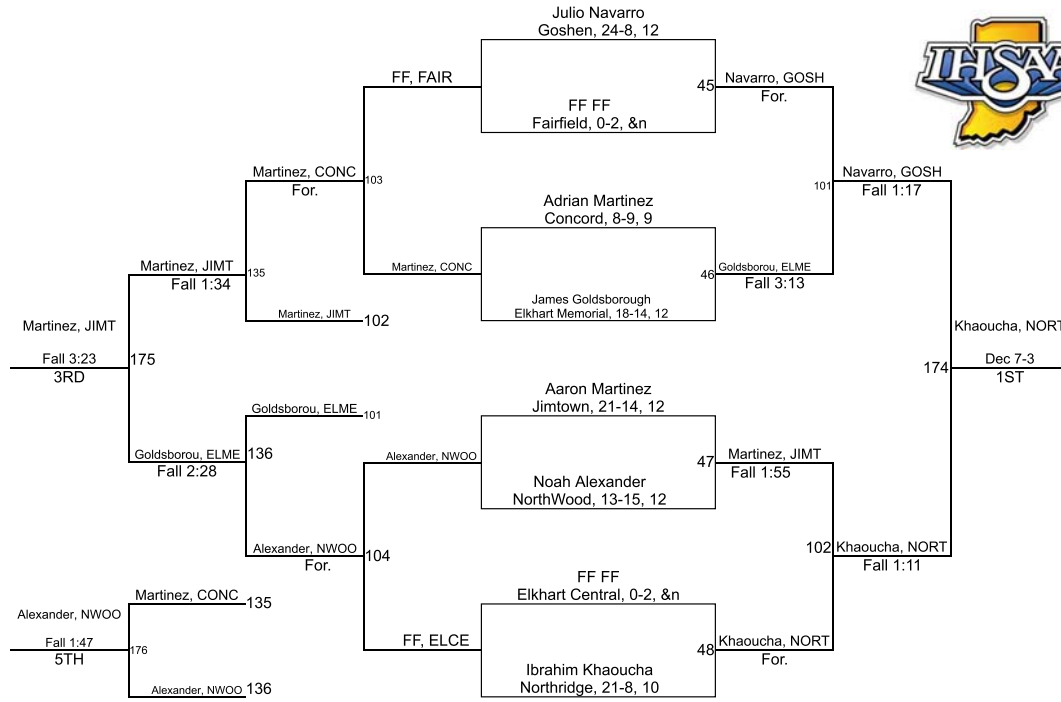 Julio Navarro
Goshen, 24-8, 12
FF, FAIR
45
Navarro, GOSH
For.
FF FF
Fairfield, 0-2, &n
IHSAA
Martinez, CONC
For.
103
101
Navarro, GOSH
Fall 1:17
Adrian Martinez
Concord, 8-9, 9
Martinez, JIMT
Fall 1:34
135
Martinez, CONC
46
Goldsborou, ELME
Fall 3:13
James Goldsborough
Elkhart Memorial, 18-14, 12
Martinez, JIMT
102
Martinez, JIMT
Fall 3:23
3RD
175
Khaoucha, NORT
174
Dec 7-3
1ST
Aaron Martinez
Jimtown, 21-14, 12
Goldsborou, ELME
101
Goldsborou, ELME
Fall 2:28
136
Alexander, NWOO
47
Martinez, JIMT
Fall 1:55
Noah Alexander
NorthWood, 13-15, 12
Alexander, NWOO
For.
104
102
Khaoucha, NORT
Fall 1:11
FF FF
Elkhart Central, 0-2, &n
Martinez, CONC
135
Alexander, NWOO
Fall 1:47
5TH
176
FF, ELCE
48
Khaoucha, NORT
For.
Ibrahim Khaoucha
Northridge, 21-8, 10
Alexander, NWOO
136